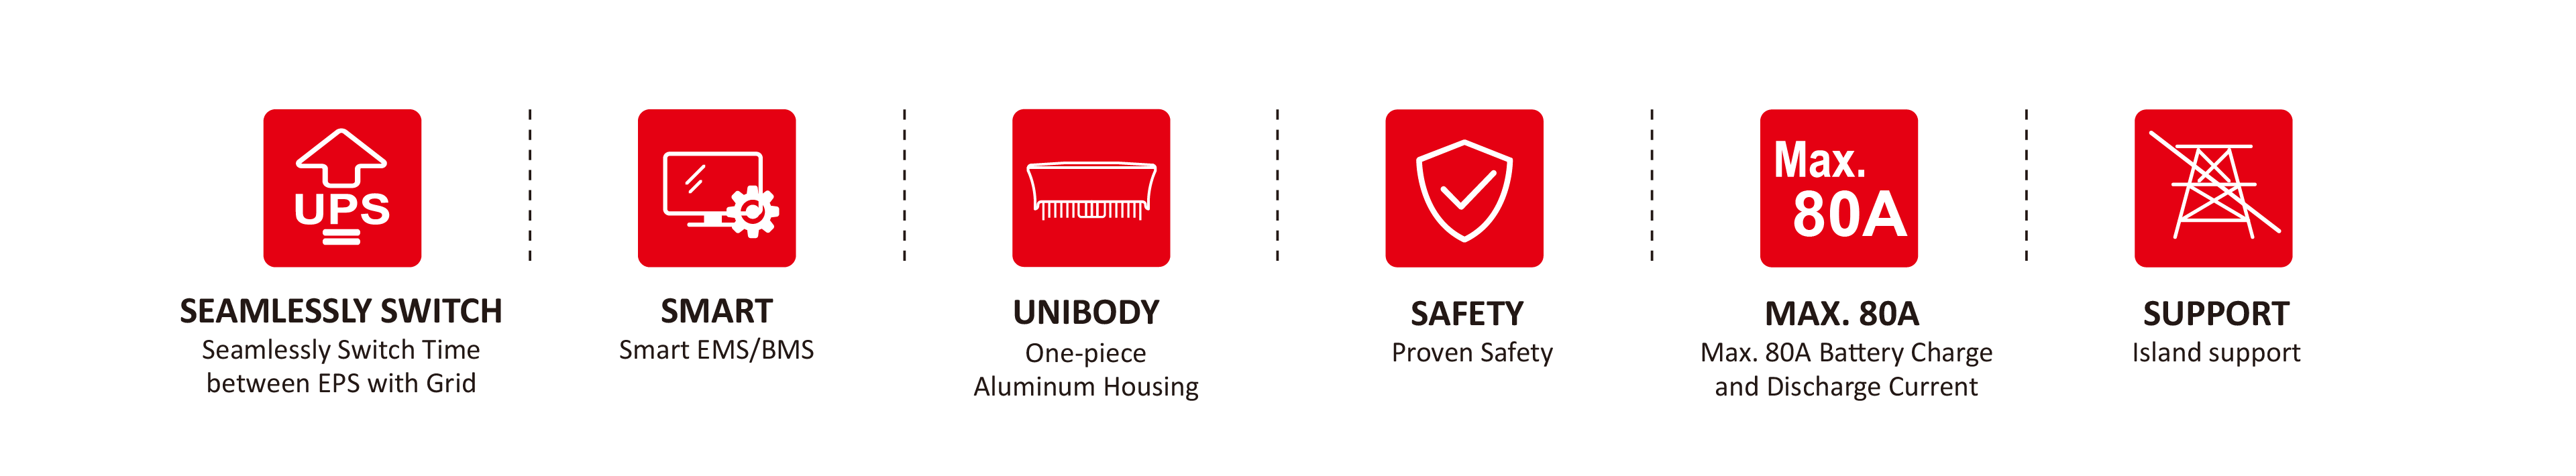 UPS
SEAMLESSLY SWITCH
Seamlessly Switch Time
between EPS with Grid
SMART
Smart EMS/BMS
UNIBODY
One-piece
Aluminum Housing
SAFETY
Proven Safety
Max.
80A
MAX. 80A
Max. 80A Battery Charge
and Discharge Current
SUPPORT
Island support